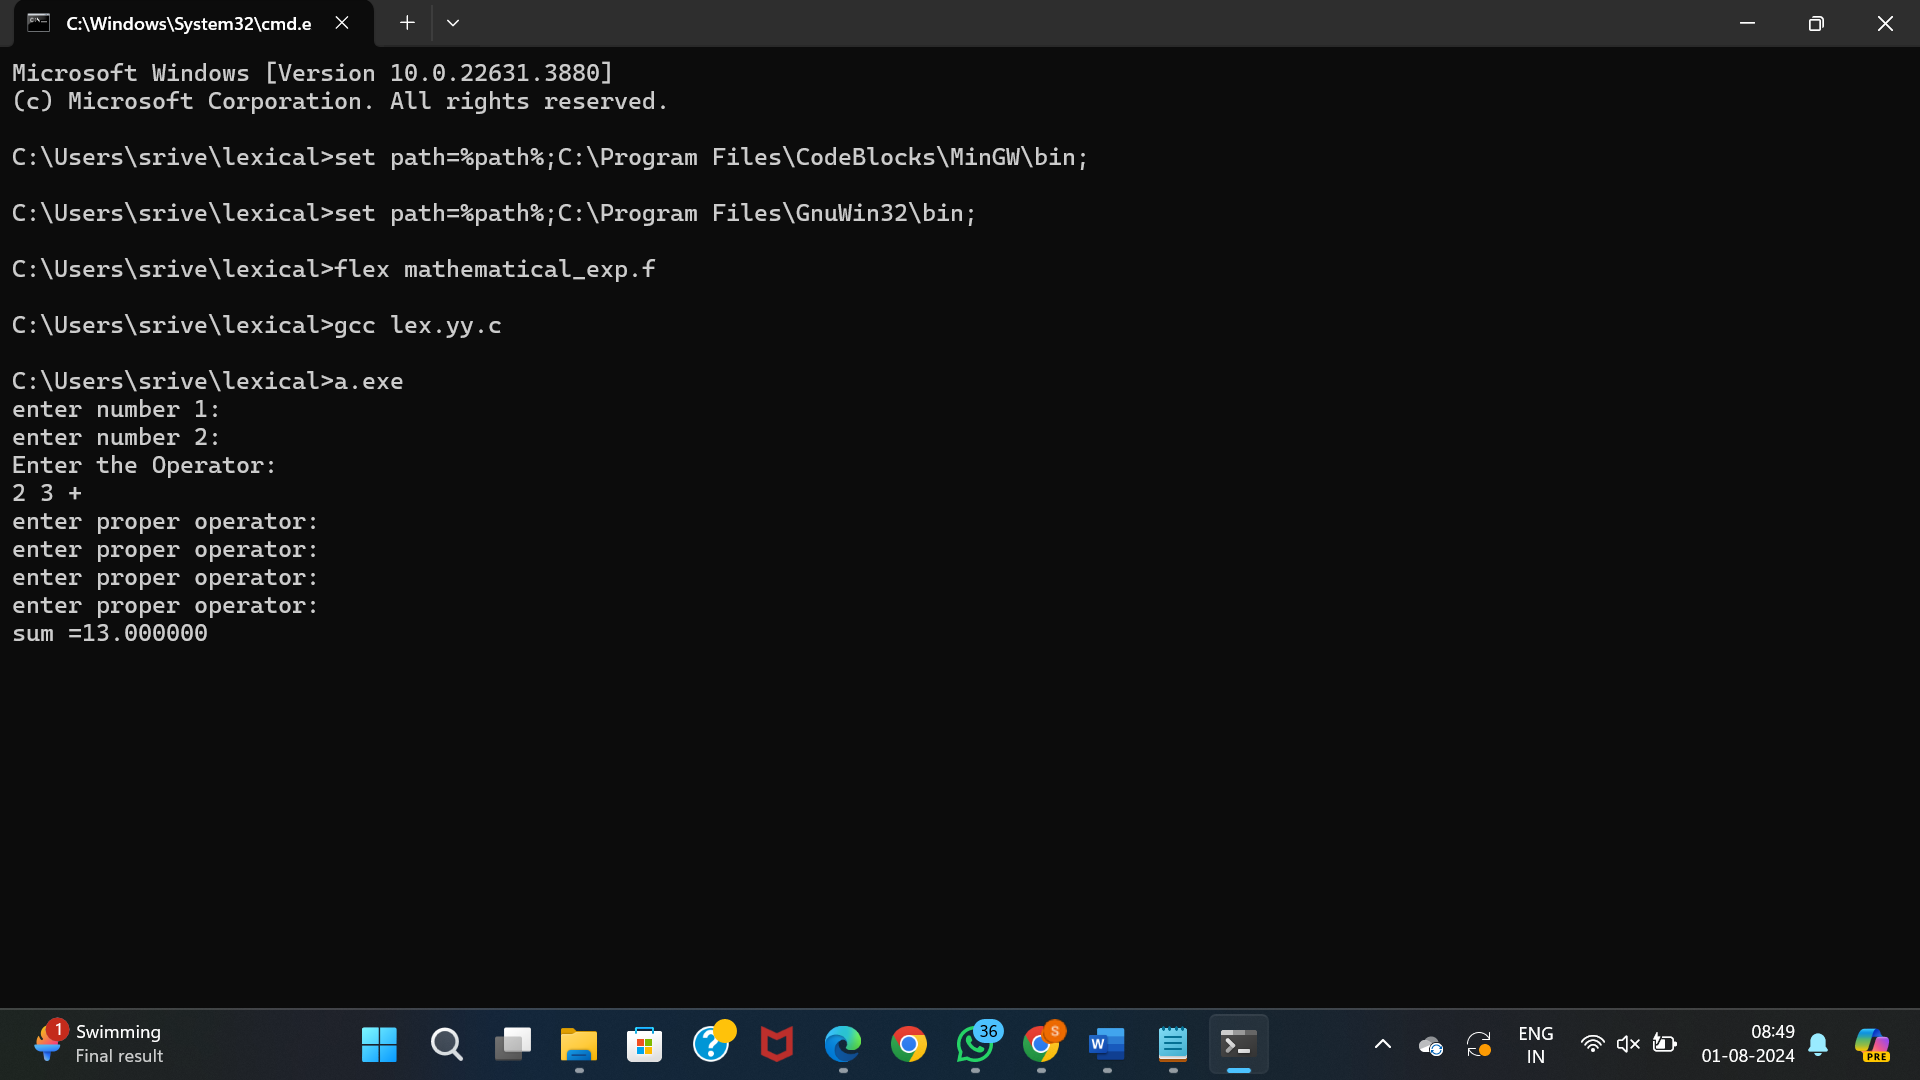 C:\Windows\System32\cmd.e
Microsoft Windows [Version 10.0.22631.3880]
(c) Microsoft Corporation. All rights reserved.
C:\Users\srive\lexical>set path=%path%;C:\Program Files\CodeBlocks\MinGW\bin;
C:\Users\srive\lexical>set path=%path%;C:\Program Files\GnuWin32\bin;
C:\Users\srive\lexical>flex mathematical_exp.f
C:\Users\srive\lexical>gcc lex.yy.c
C:\Users\srive\lexical>a.exe
enter number 1:
enter number 2:
Enter the Operator:
2 3 +
enter proper operator:
enter proper operator:
enter proper operator:
enter proper operator:
sum =13.000000
1
Swimming
Final result
36
S
W
ENG
IN
08:49
01-08-2024
PRE